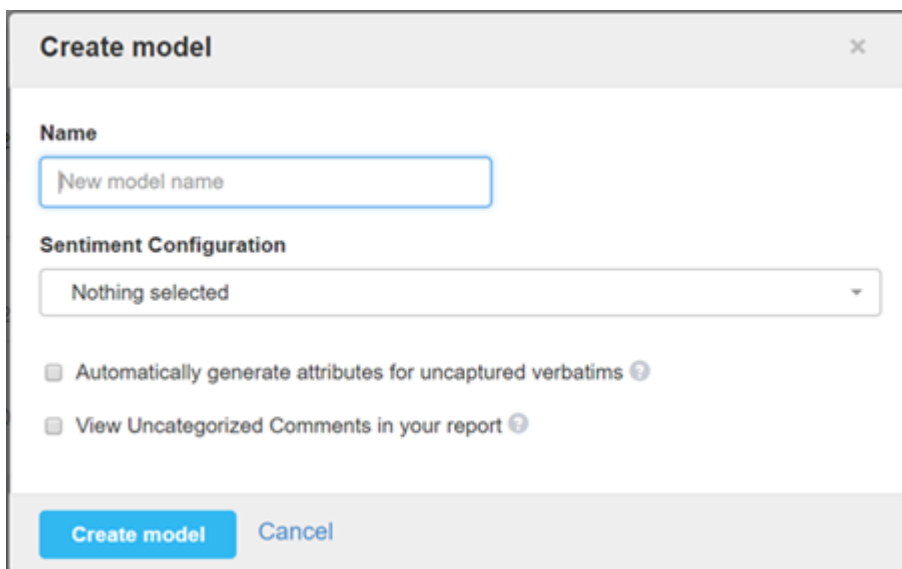 Create model ×
Name
New model name
Sentiment Configuration
Nothing selected
Automatically generate attributes for uncaptured verbatims ?
View Uncategorized Comments in your report ?
Create model Cancel